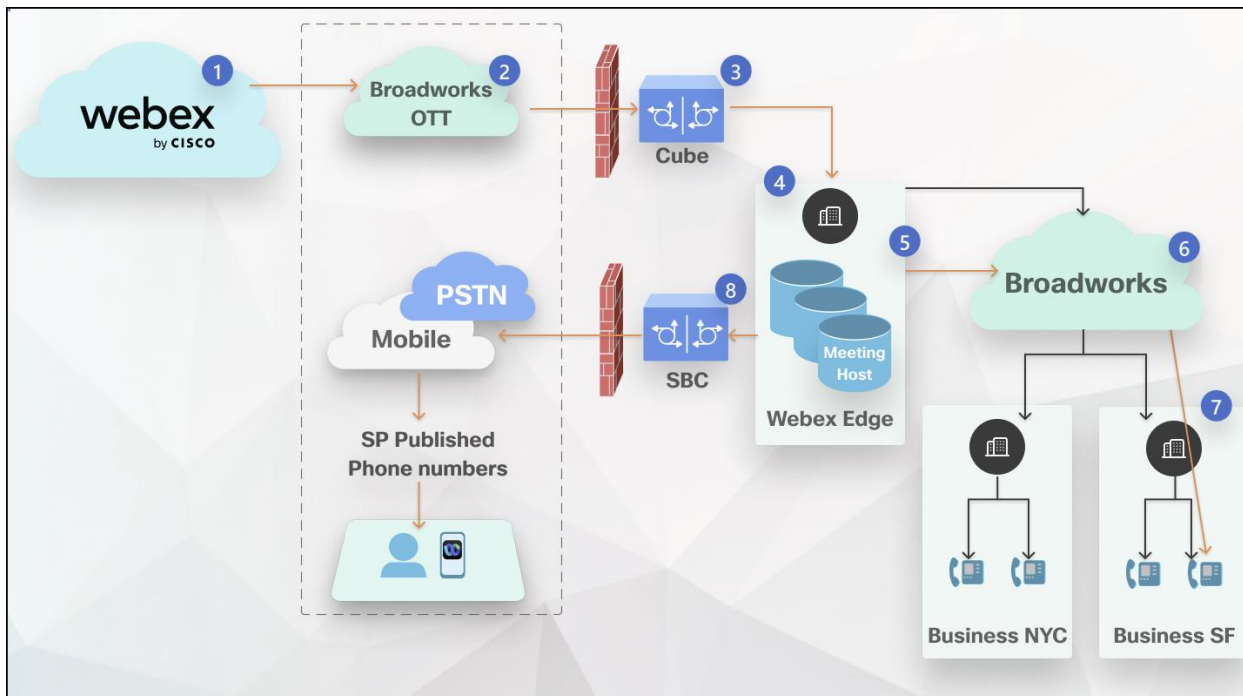 1
webex
by CISCO
2
Broadworks
OTT
3
Cube
4
5
Meeting
Host
Webex Edge
6
Broadworks
7
Business NYC
Business SF
8
SBC
PSTN
Mobile
SP Published
Phone numbers